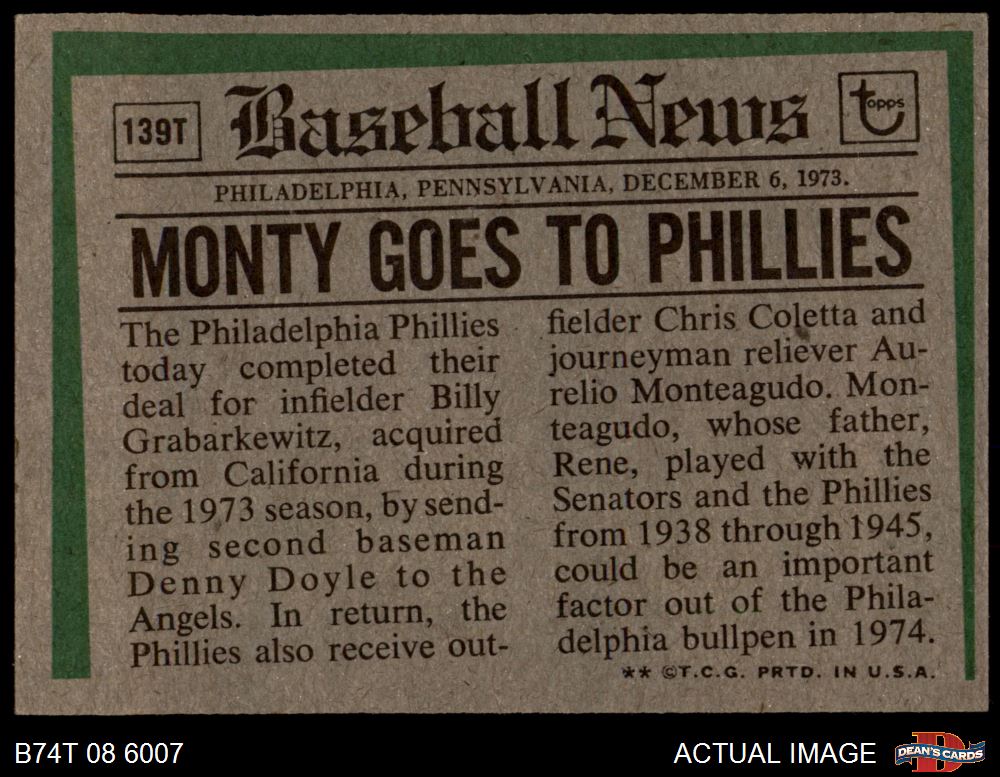 139T
Baseball News
topps
PHILADELPHIA, PENNSYLVANIA, DECEMBER 6, 1973.
MONTY GOES TO PHILLIES
The Philadelphia Phillies
today completed their
deal for infielder Billy
Grabarkewitz, acquired
from California during
the 1973 season, by send-
ing second baseman
Denny Doyle to the
Angels. In return, the
Phillies also receive out-
fielder Chris Coletta and
journeyman reliever Au-
relio Monteagudo. Mon-
teagudo, whose father,
Rene, played with the
Senators and the Phillies
from 1938 through 1945,
could be an important
factor out of the Phila-
delphia bullpen in 1974.
** ©T.C.G. PRTD. IN U.S.A.
B74T 08 6007
ACTUAL IMAGE
D
DEAN'S CARDS